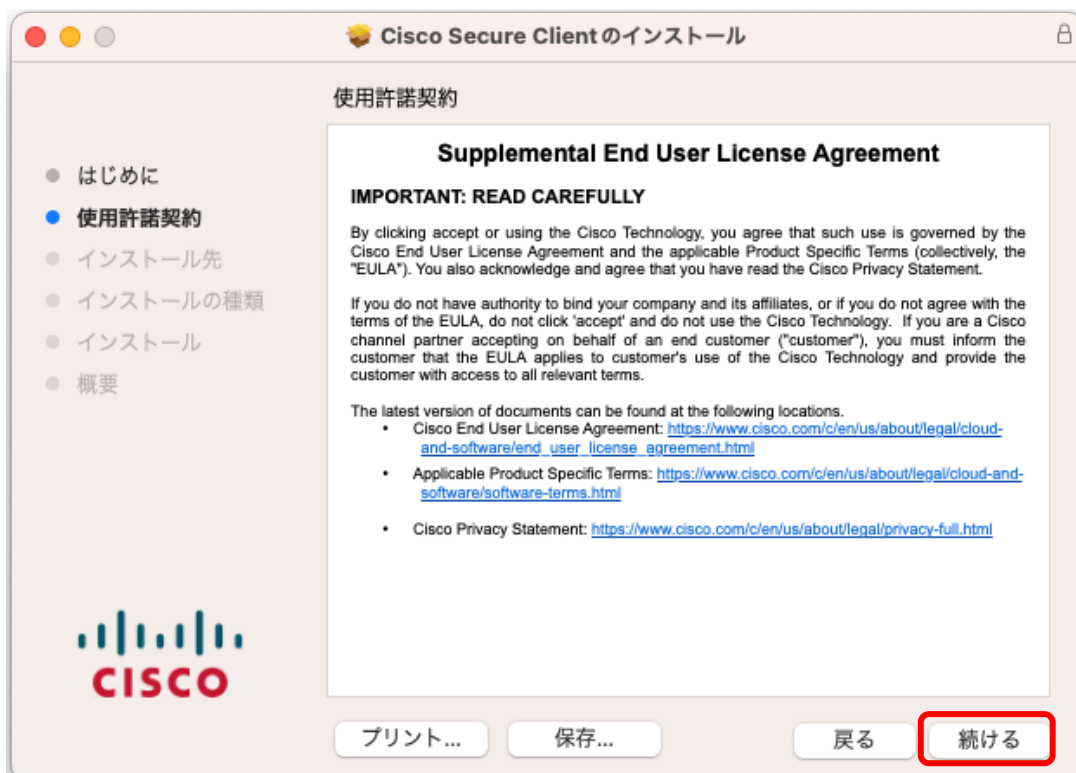 Cisco Secure Clientのインストール
使用許諾契約
はじめに
使用許諾契約
インストール先
インストールの種類
インストール
概要
Supplemental End User License Agreement
IMPORTANT: READ CAREFULLY
By clicking accept or using the Cisco Technology, you agree that such use is governed by the
Cisco End User License Agreement and the applicable Product Specific Terms (collectively, the
"EULA"). You also acknowledge and agree that you have read the Cisco Privacy Statement.
If you do not have authority to bind your company and its affiliates, or if you do not agree with the
terms of the EULA, do not click 'accept' and do not use the Cisco Technology. If you are a Cisco
channel partner accepting on behalf of an end customer ("customer"), you must inform the
customer that the EULA applies to customer's use of the Cisco Technology and provide the
customer with access to all relevant terms.
The latest version of documents can be found at the following locations.
• Cisco End User License Agreement: https://www.cisco.com/c/en/us/about/legal/cloud-
and-software/end_user_license_agreement.html
• Applicable Product Specific Terms: https://www.cisco.com/c/en/us/about/legal/cloud-and-
software/software-terms.html
• Cisco Privacy Statement: https://www.cisco.com/c/en/us/about/legal/privacy-full.html
CISCO
プリント... 保存... 戻る 続ける